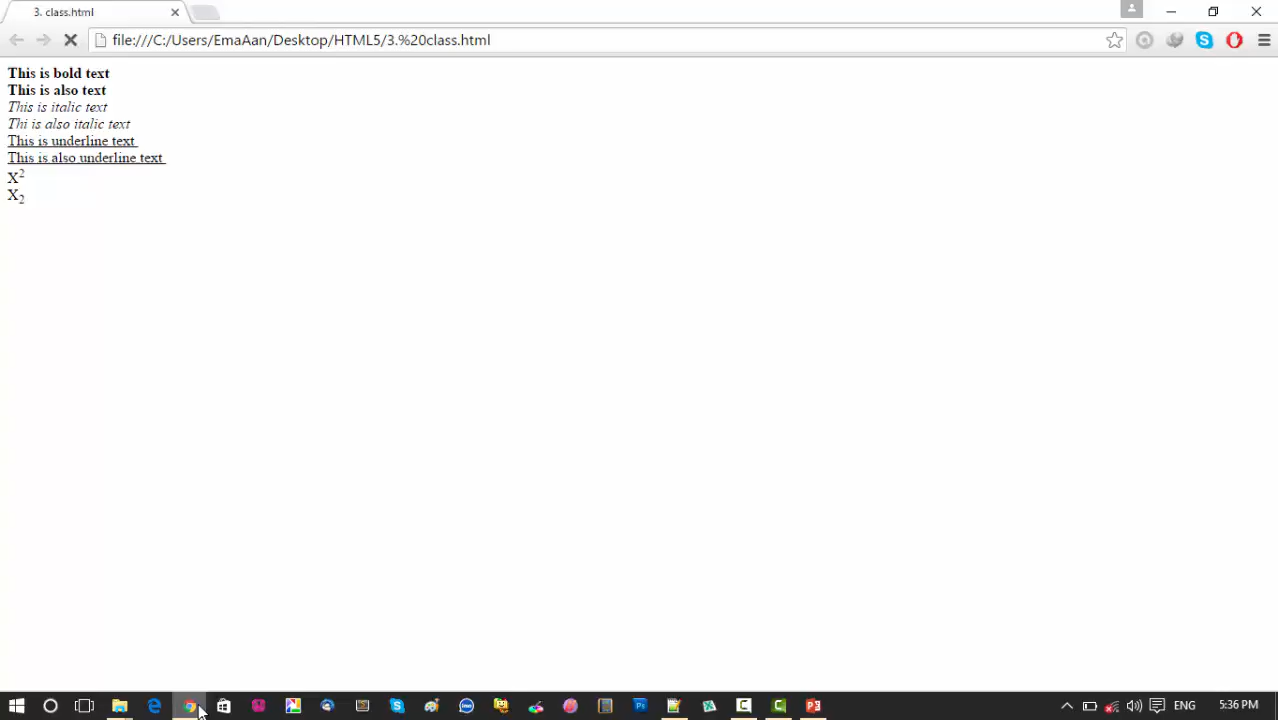 3. class.html
file:///C:/Users/EmaAan/Desktop/HTML5/3.%20class.html
This is bold text
This is also text
This is italic text
Thi is also italic text
This is underline text
This is also underline text
X²
X₂
ENG
5:36 PM